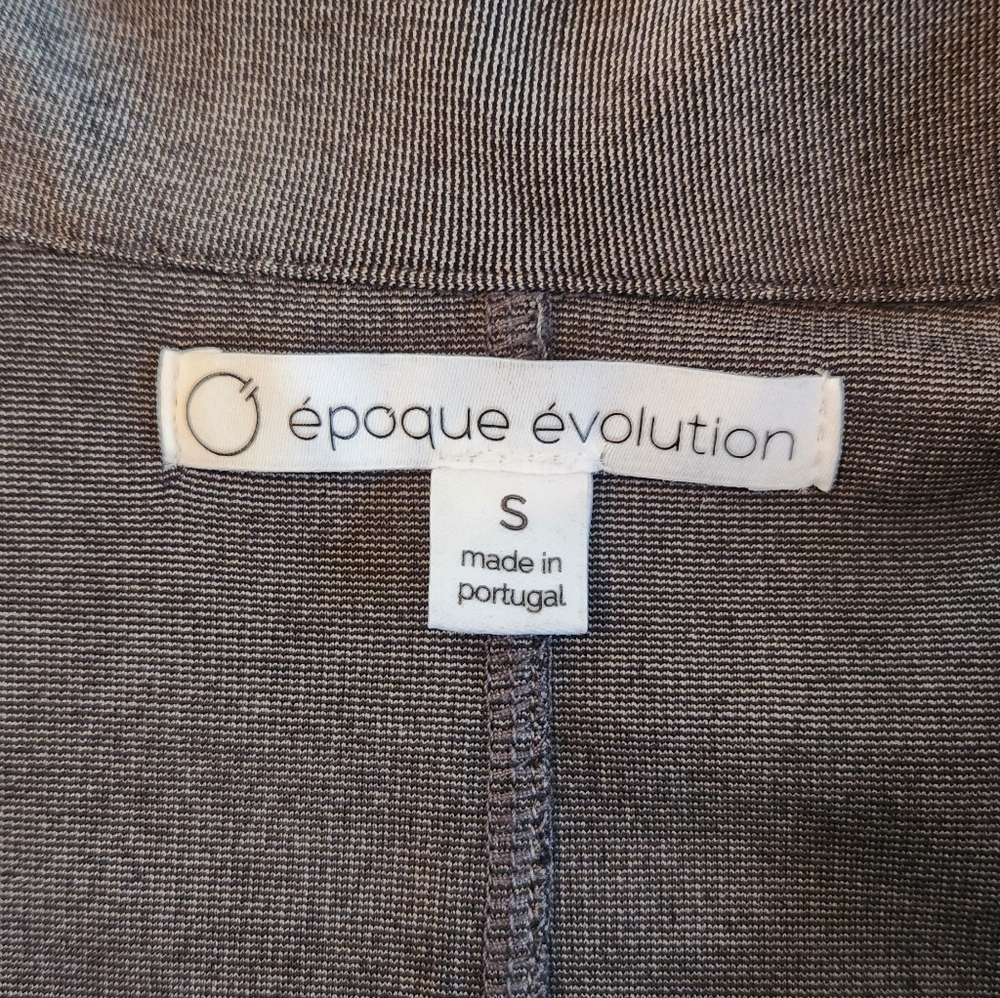 époque évolution
S
made in
portugal